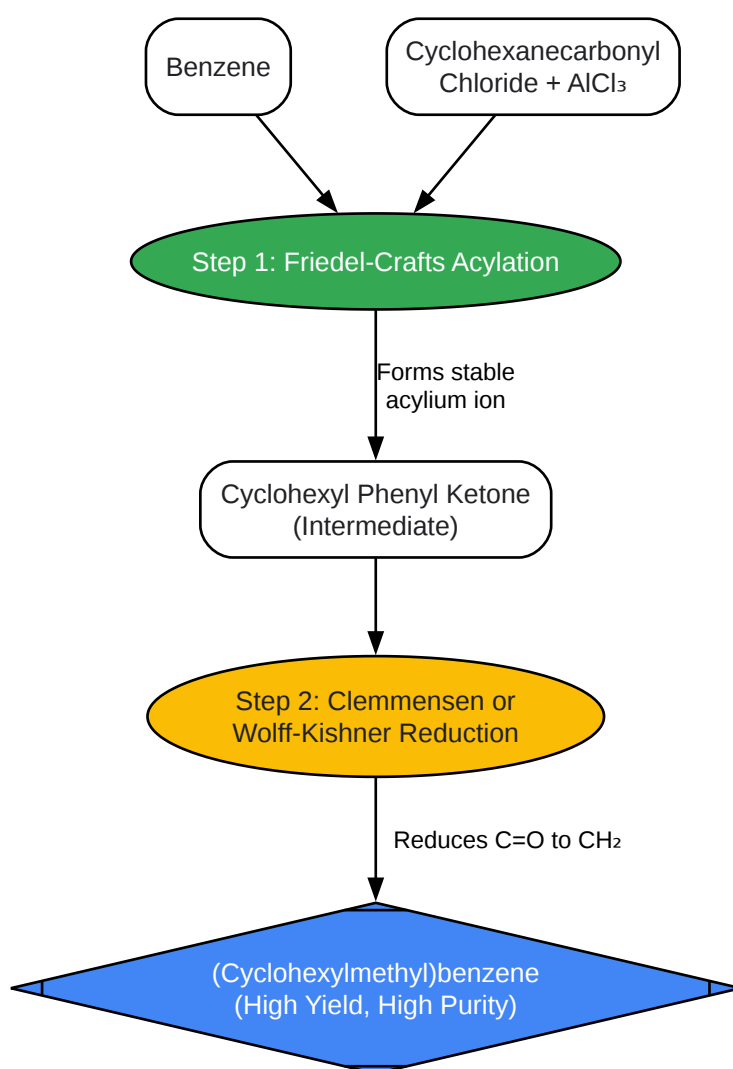 Benzene
Cyclohexanecarbonyl
Chloride + AlCl₃
Step 1: Friedel-Crafts Acylation
Forms stable
acylium ion
Cyclohexyl Phenyl Ketone
(Intermediate)
Step 2: Clemmensen or
Wolff-Kishner Reduction
Reduces C=O to CH₂
(Cyclohexylmethyl)benzene
(High Yield, High Purity)